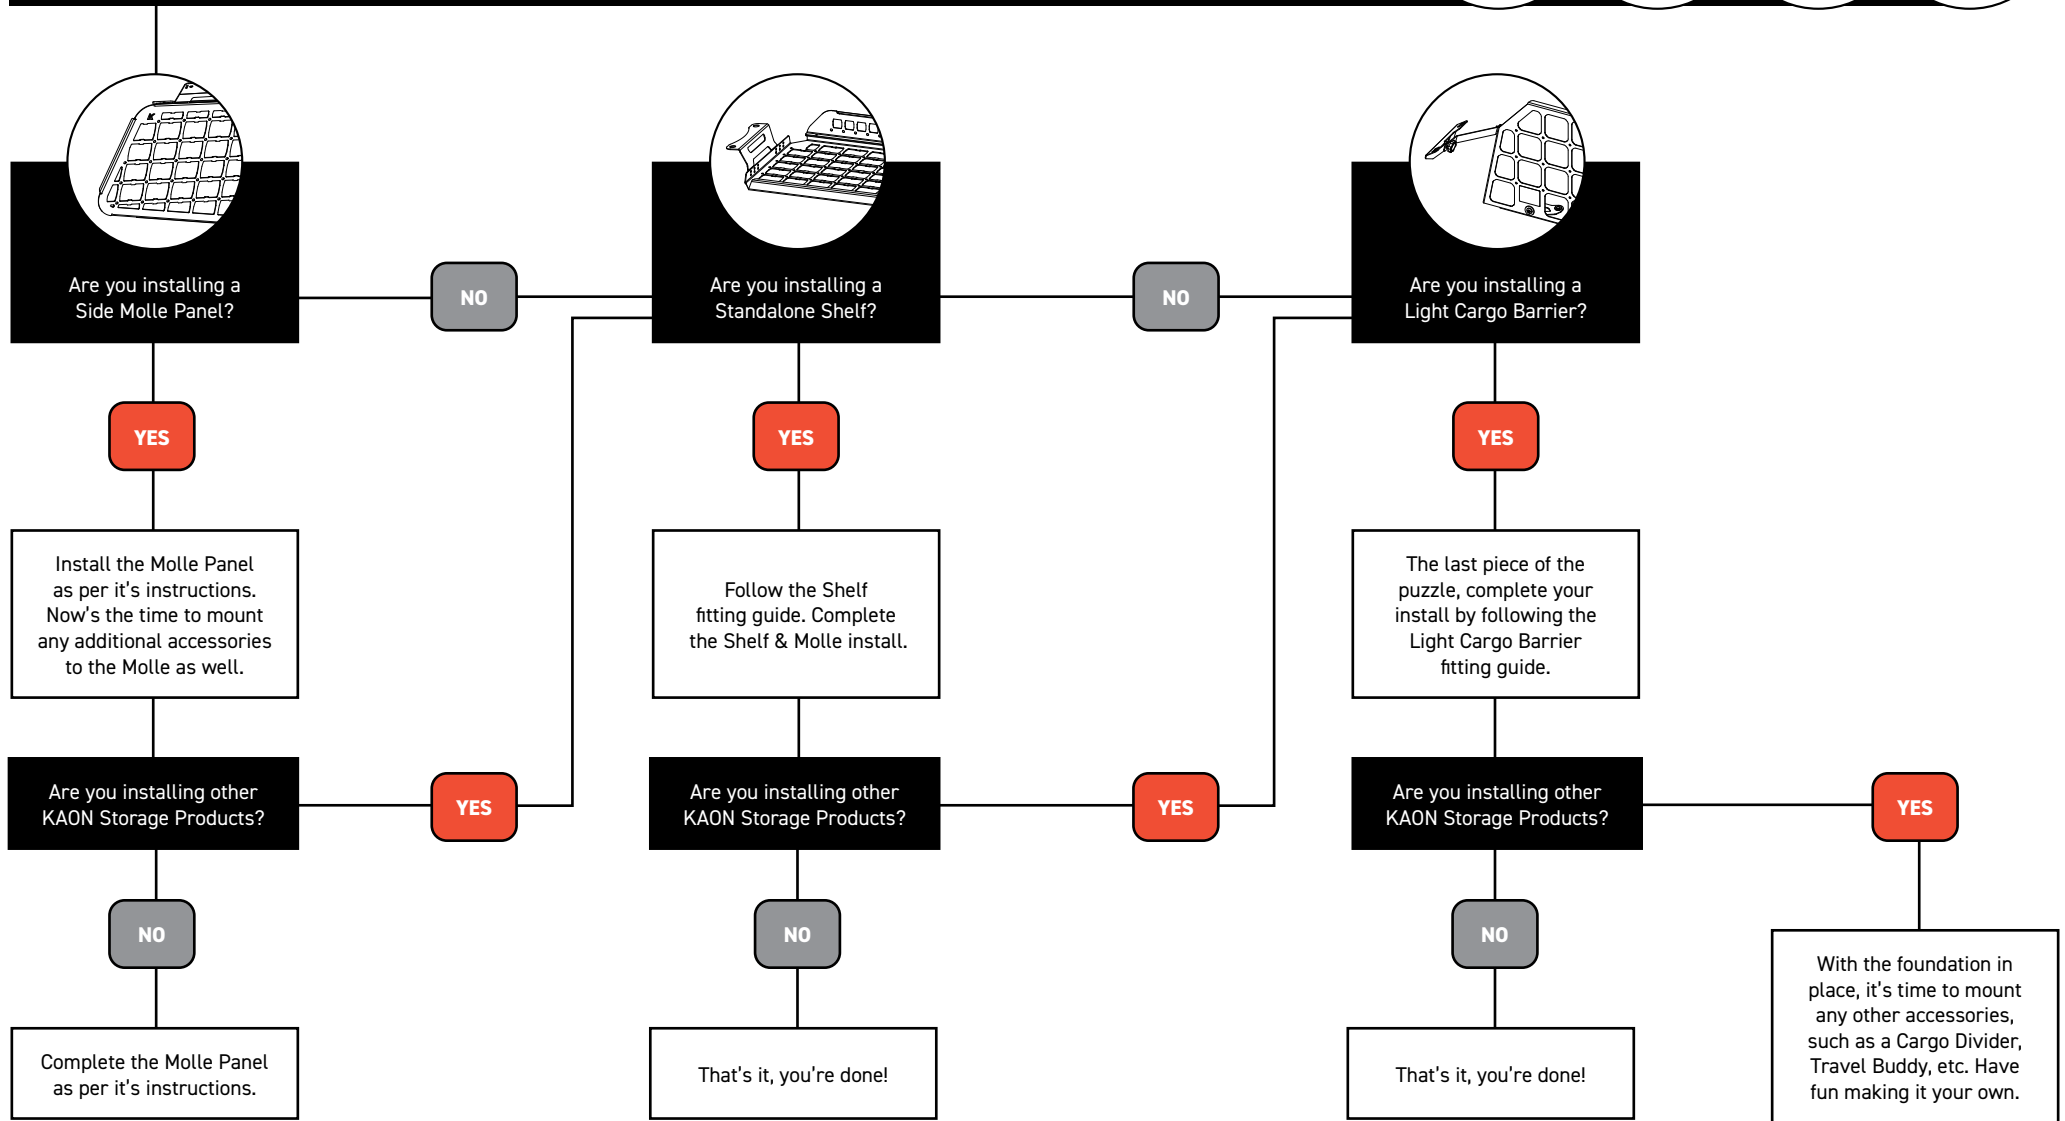 Are you installing a
Side Molle Panel?
NO
Are you installing a
Standalone Shelf?
NO
Are you installing a
Light Cargo Barrier?
YES
YES
YES
Install the Molle Panel
as per it's instructions.
Now's the time to mount
any additional accessories
to the Molle as well.
Follow the Shelf
fitting guide. Complete
the Shelf & Molle install.
The last piece of the
puzzle, complete your
install by following the
Light Cargo Barrier
fitting guide.
Are you installing other
KAON Storage Products?
YES
Are you installing other
KAON Storage Products?
YES
Are you installing other
KAON Storage Products?
YES
NO
NO
NO
Complete the Molle Panel
as per it's instructions.
That's it, you're done!
That's it, you're done!
With the foundation in
place, it's time to mount
any other accessories,
such as a Cargo Divider,
Travel Buddy, etc. Have
fun making it your own.